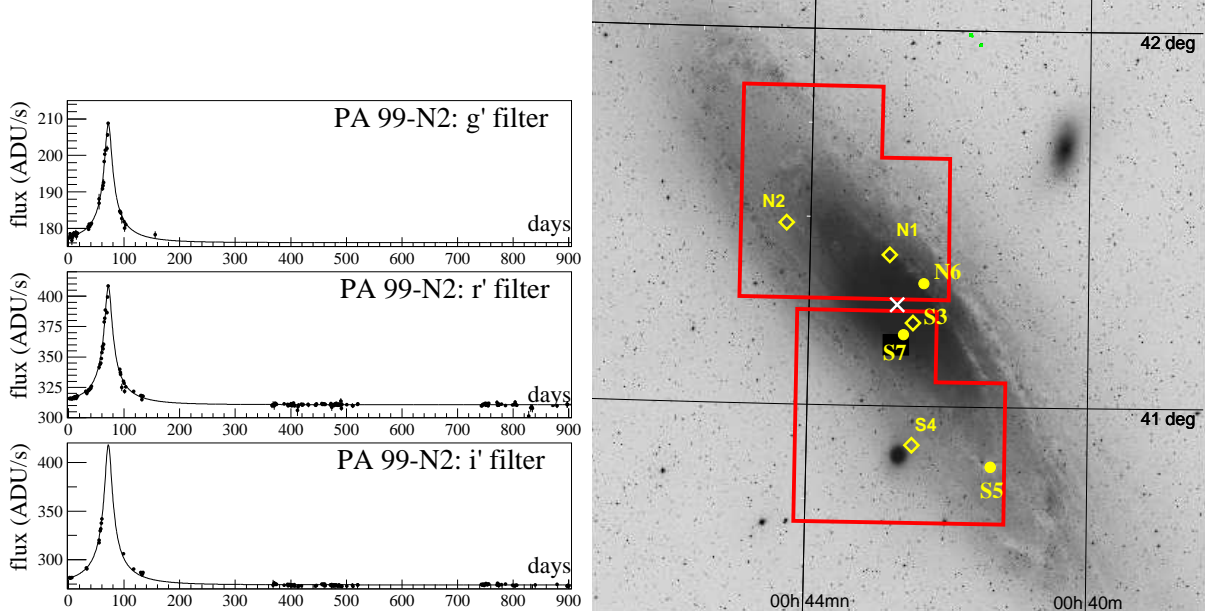 PA 99-N2: g' filter
flux (ADU/s)
210
200
190
180
days
0 100 200 300 400 500 600 700 800 900
PA 99-N2: r' filter
flux (ADU/s)
400
375
350
325
300
days
0 100 200 300 400 500 600 700 800 900
PA 99-N2: i' filter
flux (ADU/s)
400
350
300
days
0 100 200 300 400 500 600 700 800 900
42 deg
N2
N1
N6
S3
S7
41 deg
S4
S5
00h 44mn
00h 40m